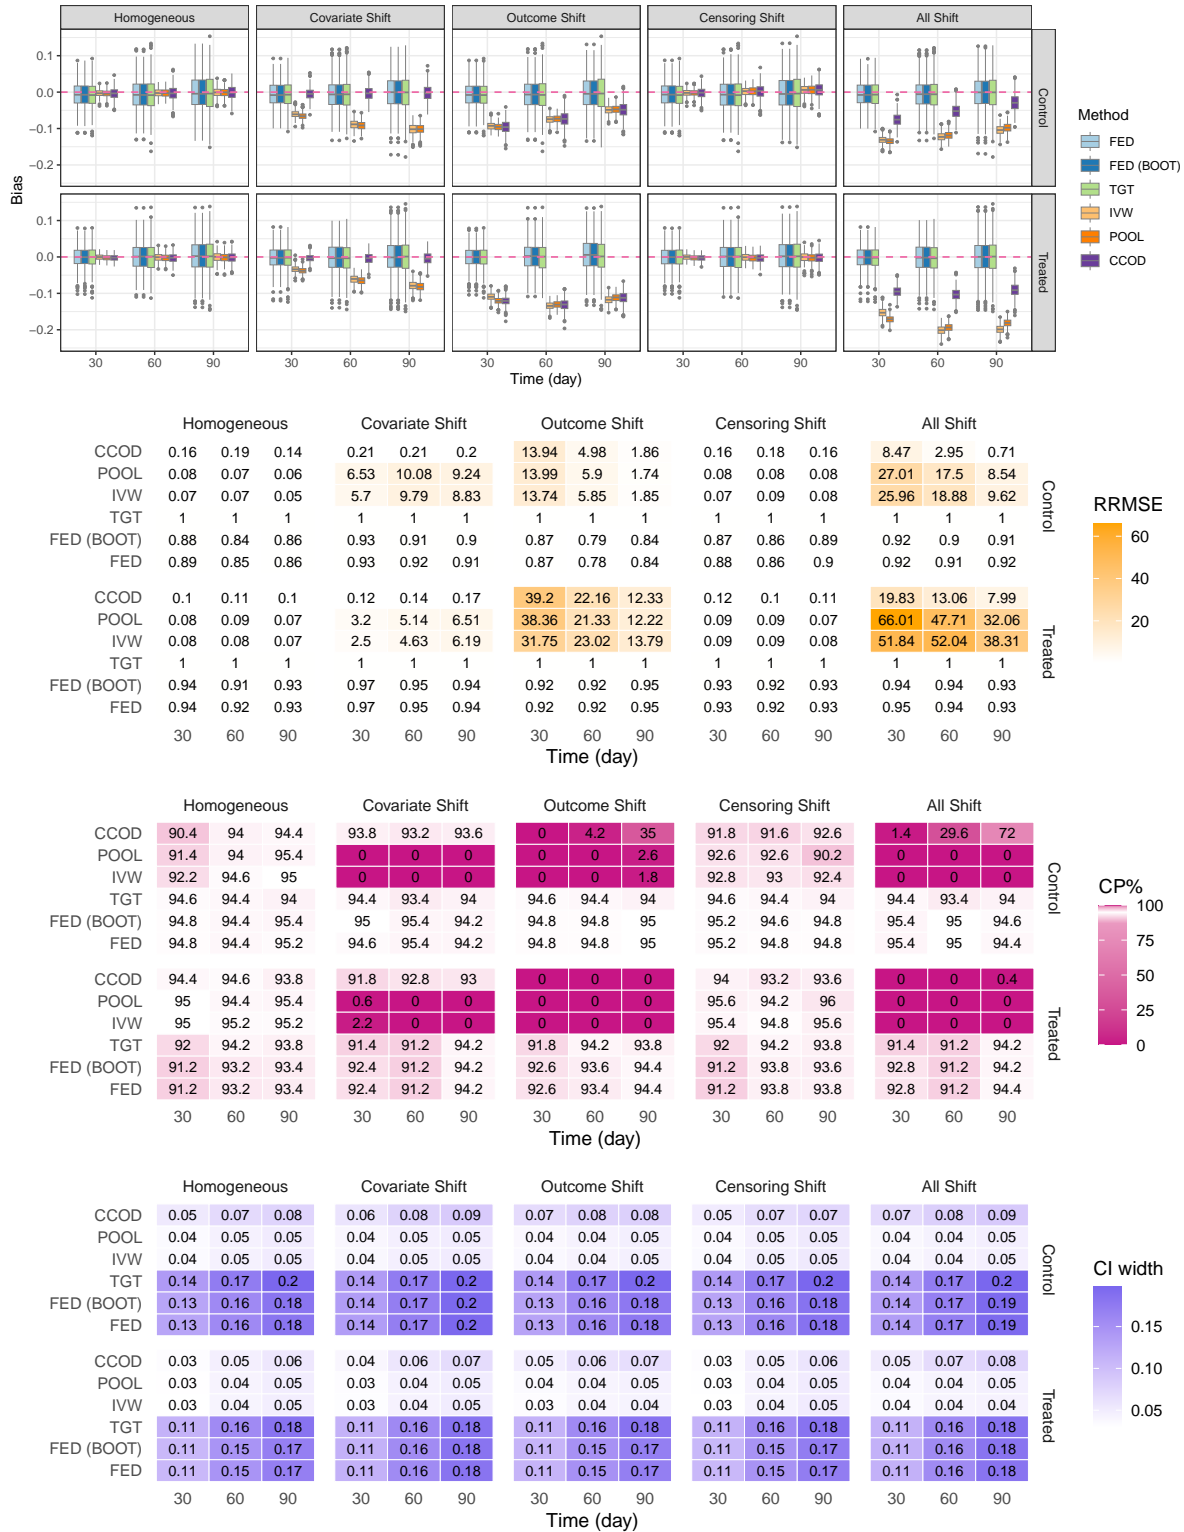 Homogeneous Covariate Shift Outcome Shift Censoring Shift All Shift
0.1
0.0
−0.1
−0.2
Control
0.1
0.0
−0.1
−0.2
Treated
Bias
30 60 90 30 60 90 30 60 90 30 60 90 30 60 90
Time (day)
Method
FED
FED (BOOT)
TGT
IVW
POOL
CCOD
Homogeneous Covariate Shift Outcome Shift Censoring Shift All Shift
CCOD 0.16 0.19 0.14 0.21 0.21 0.2 13.94 4.98 1.86 0.16 0.18 0.16 8.47 2.95 0.71
POOL 0.08 0.07 0.06 6.53 10.08 9.24 13.99 5.9 1.74 0.08 0.08 0.08 27.01 17.5 8.54
IVW 0.07 0.07 0.05 5.7 9.79 8.83 13.74 5.85 1.85 0.07 0.09 0.08 25.96 18.88 9.62
TGT 1 1 1 1 1 1 1 1 1 1 1 1 1 1 1
FED (BOOT) 0.88 0.84 0.86 0.93 0.91 0.9 0.87 0.79 0.84 0.87 0.86 0.89 0.92 0.9 0.91
FED 0.89 0.85 0.86 0.93 0.92 0.91 0.87 0.78 0.84 0.88 0.86 0.9 0.92 0.91 0.92
Control
CCOD 0.1 0.11 0.1 0.12 0.14 0.17 39.2 22.16 12.33 0.12 0.1 0.11 19.83 13.06 7.99
POOL 0.08 0.09 0.08 3.2 5.14 6.51 38.36 21.33 12.22 0.09 0.09 0.07 66.01 47.71 32.06
IVW 0.08 0.08 0.07 2.5 4.63 6.19 31.75 23.02 13.79 0.09 0.09 0.08 51.84 52.04 38.31
TGT 1 1 1 1 1 1 1 1 1 1 1 1 1 1 1
FED (BOOT) 0.94 0.91 0.93 0.97 0.95 0.94 0.92 0.92 0.95 0.93 0.92 0.93 0.94 0.94 0.93
FED 0.94 0.92 0.93 0.97 0.95 0.94 0.92 0.92 0.95 0.93 0.92 0.93 0.95 0.94 0.93
Treated
30 60 90 30 60 90 30 60 90 30 60 90 30 60 90
Time (day)
RRMSE
60
40
20
Homogeneous Covariate Shift Outcome Shift Censoring Shift All Shift
CCOD 90.4 94 94.4 93.8 93.2 93.6 0 4.2 35 91.8 91.6 92.6 1.4 29.6 72
POOL 91.4 94 95.4 0 0 0 0 0 2.6 92.6 92.6 90.2 0 0 0
IVW 92.2 94.6 95 0 0 0 0 0 1.8 92.8 93 92.4 0 0 0
TGT 94.6 94.4 94 94.4 93.4 94 94.6 94.4 94 94.6 94.4 94 94.4 93.4 94
FED (BOOT) 94.8 94.4 95.4 95 95.4 94.2 94.8 94.8 95 95.2 94.6 94.8 95.4 95 94.6
FED 94.8 94.4 95.2 94.6 95.4 94.2 94.8 94.8 95 95.2 94.8 94.8 95.4 95 94.4
Control
CCOD 94.4 94.6 93.8 91.8 92.8 93 0 0 0 94 93.2 93.6 0 0 0.4
POOL 95 94.4 95.4 0.6 0 0 0 0 0 95.6 94.2 96 0 0 0
IVW 95 95.2 95.2 2.2 0 0 0 0 0 95.4 94.8 95.6 0 0 0
TGT 92 94.2 93.8 91.4 91.2 94.2 91.8 94.2 93.8 92 94.2 93.8 91.4 91.2 94.2
FED (BOOT) 91.2 93.2 93.4 92.4 91.2 94.2 92.6 93.6 94.4 91.2 93.8 93.6 92.8 91.2 94.2
FED 91.2 93.2 93.4 92.4 91.2 94.2 92.6 93.4 94.4 91.2 93.8 93.8 92.8 91.2 94.4
Treated
30 60 90 30 60 90 30 60 90 30 60 90 30 60 90
Time (day)
CP%
100
75
50
25
0
Homogeneous Covariate Shift Outcome Shift Censoring Shift All Shift
CCOD 0.05 0.07 0.08 0.06 0.08 0.09 0.07 0.08 0.08 0.05 0.07 0.07 0.07 0.08 0.09
POOL 0.04 0.05 0.05 0.04 0.05 0.05 0.04 0.04 0.05 0.04 0.05 0.05 0.04 0.05 0.05
IVW 0.04 0.05 0.05 0.04 0.05 0.05 0.04 0.04 0.05 0.04 0.05 0.05 0.04 0.05 0.05
TGT 0.14 0.17 0.2 0.14 0.17 0.2 0.14 0.17 0.2 0.14 0.17 0.2 0.14 0.17 0.2
FED (BOOT) 0.13 0.16 0.18 0.14 0.17 0.2 0.13 0.16 0.18 0.13 0.16 0.18 0.14 0.17 0.19
FED 0.13 0.16 0.18 0.14 0.17 0.2 0.13 0.16 0.18 0.13 0.16 0.18 0.14 0.17 0.19
Control
CCOD 0.03 0.05 0.06 0.04 0.06 0.07 0.05 0.06 0.07 0.03 0.05 0.06 0.05 0.07 0.08
POOL 0.03 0.04 0.05 0.03 0.04 0.05 0.04 0.04 0.05 0.03 0.04 0.05 0.04 0.04 0.05
IVW 0.03 0.04 0.05 0.03 0.04 0.05 0.03 0.04 0.04 0.03 0.04 0.05 0.04 0.04 0.04
TGT 0.11 0.16 0.18 0.11 0.16 0.18 0.11 0.16 0.18 0.11 0.16 0.18 0.11 0.16 0.18
FED (BOOT) 0.11 0.15 0.17 0.11 0.16 0.18 0.11 0.15 0.17 0.11 0.15 0.17 0.11 0.16 0.18
FED 0.11 0.15 0.17 0.11 0.16 0.18 0.11 0.15 0.17 0.11 0.15 0.17 0.11 0.16 0.18
Treated
30 60 90 30 60 90 30 60 90 30 60 90 30 60 90
Time (day)
CI width
0.15
0.10
0.05